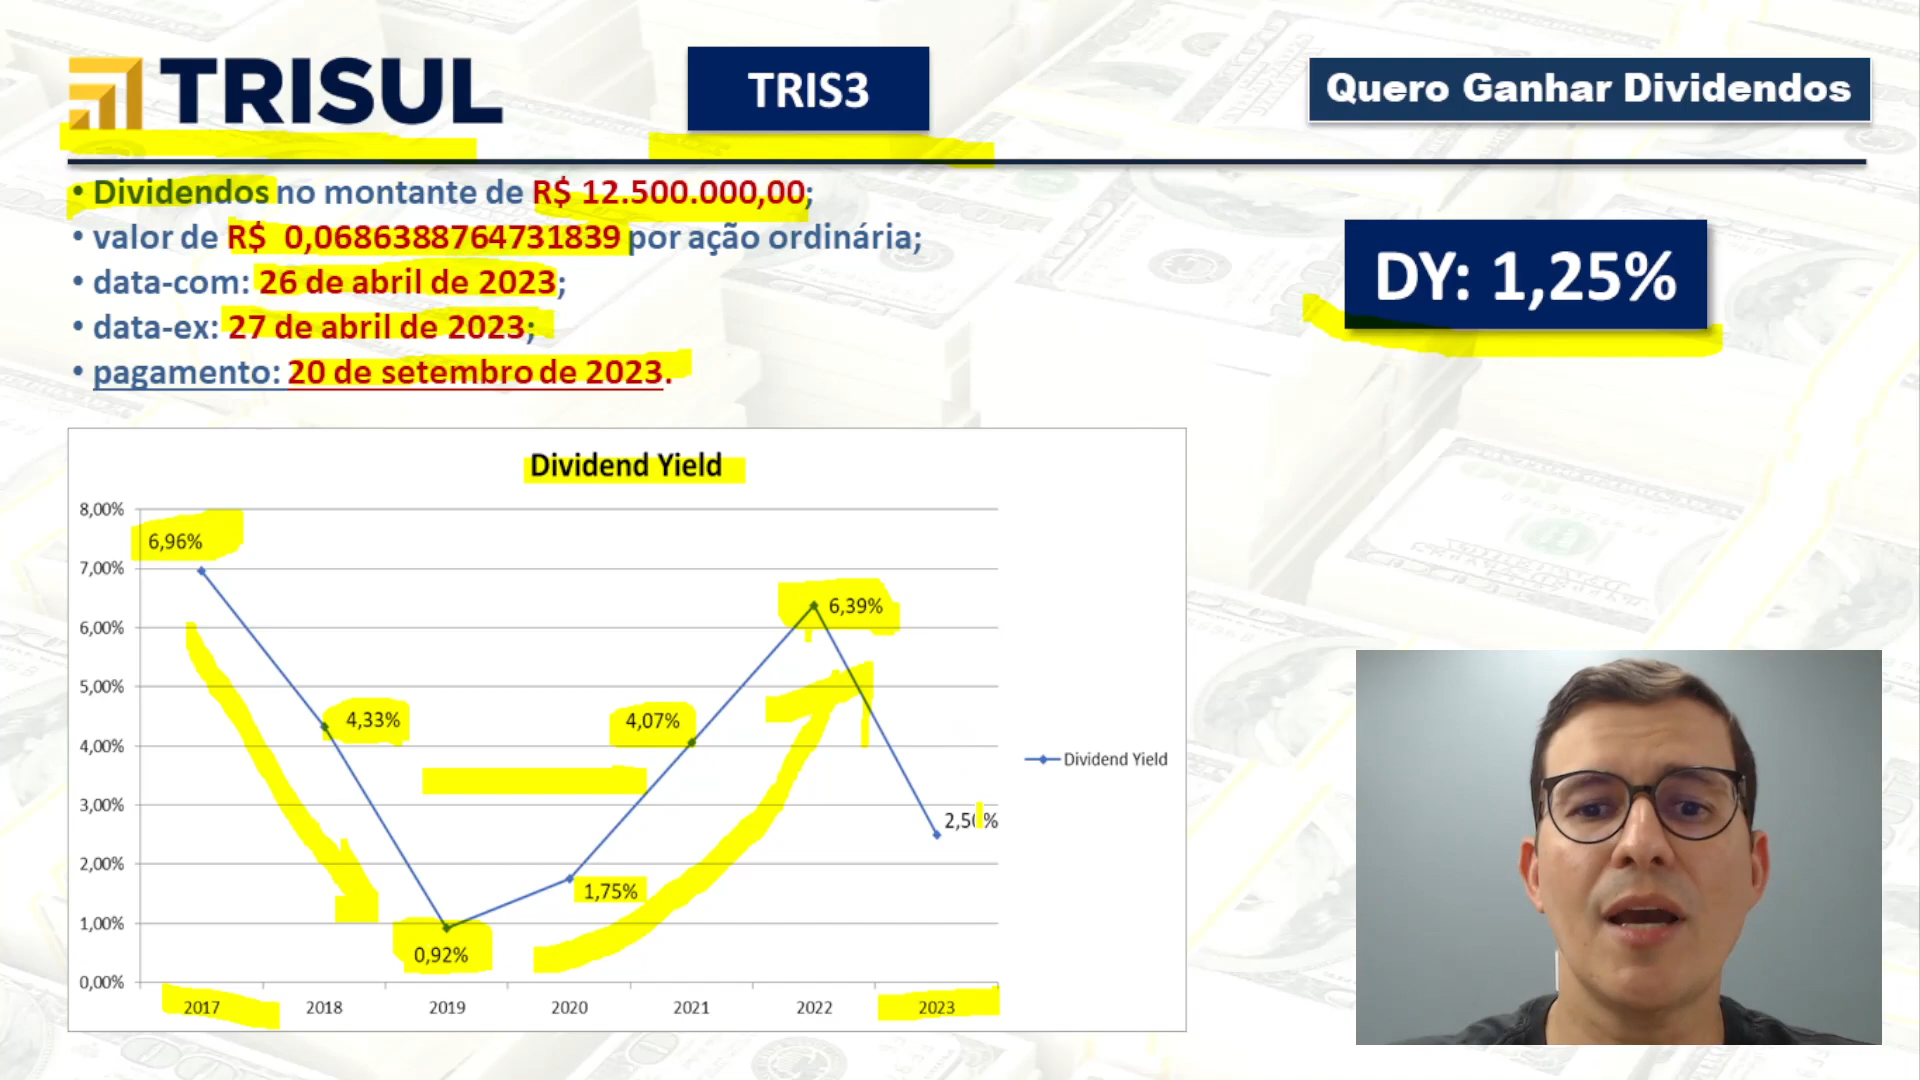 TRISUL
TRIS3
Quero Ganhar Dividendos
• Dividendos no montante de R$ 12.500.000,00;
• valor de R$ 0,0686388764731839 por ação ordinária;
• data-com: 26 de abril de 2023;
• data-ex: 27 de abril de 2023;
• pagamento: 20 de setembro de 2023.
DY: 1,25%
Dividend Yield
8,00%
7,00%
6,00%
5,00%
4,00%
3,00%
2,00%
1,00%
0,00%
6,96%
4,33%
0,92%
1,75%
4,07%
6,39%
2,50%
2017
2018
2019
2020
2021
2022
2023
Dividend Yield